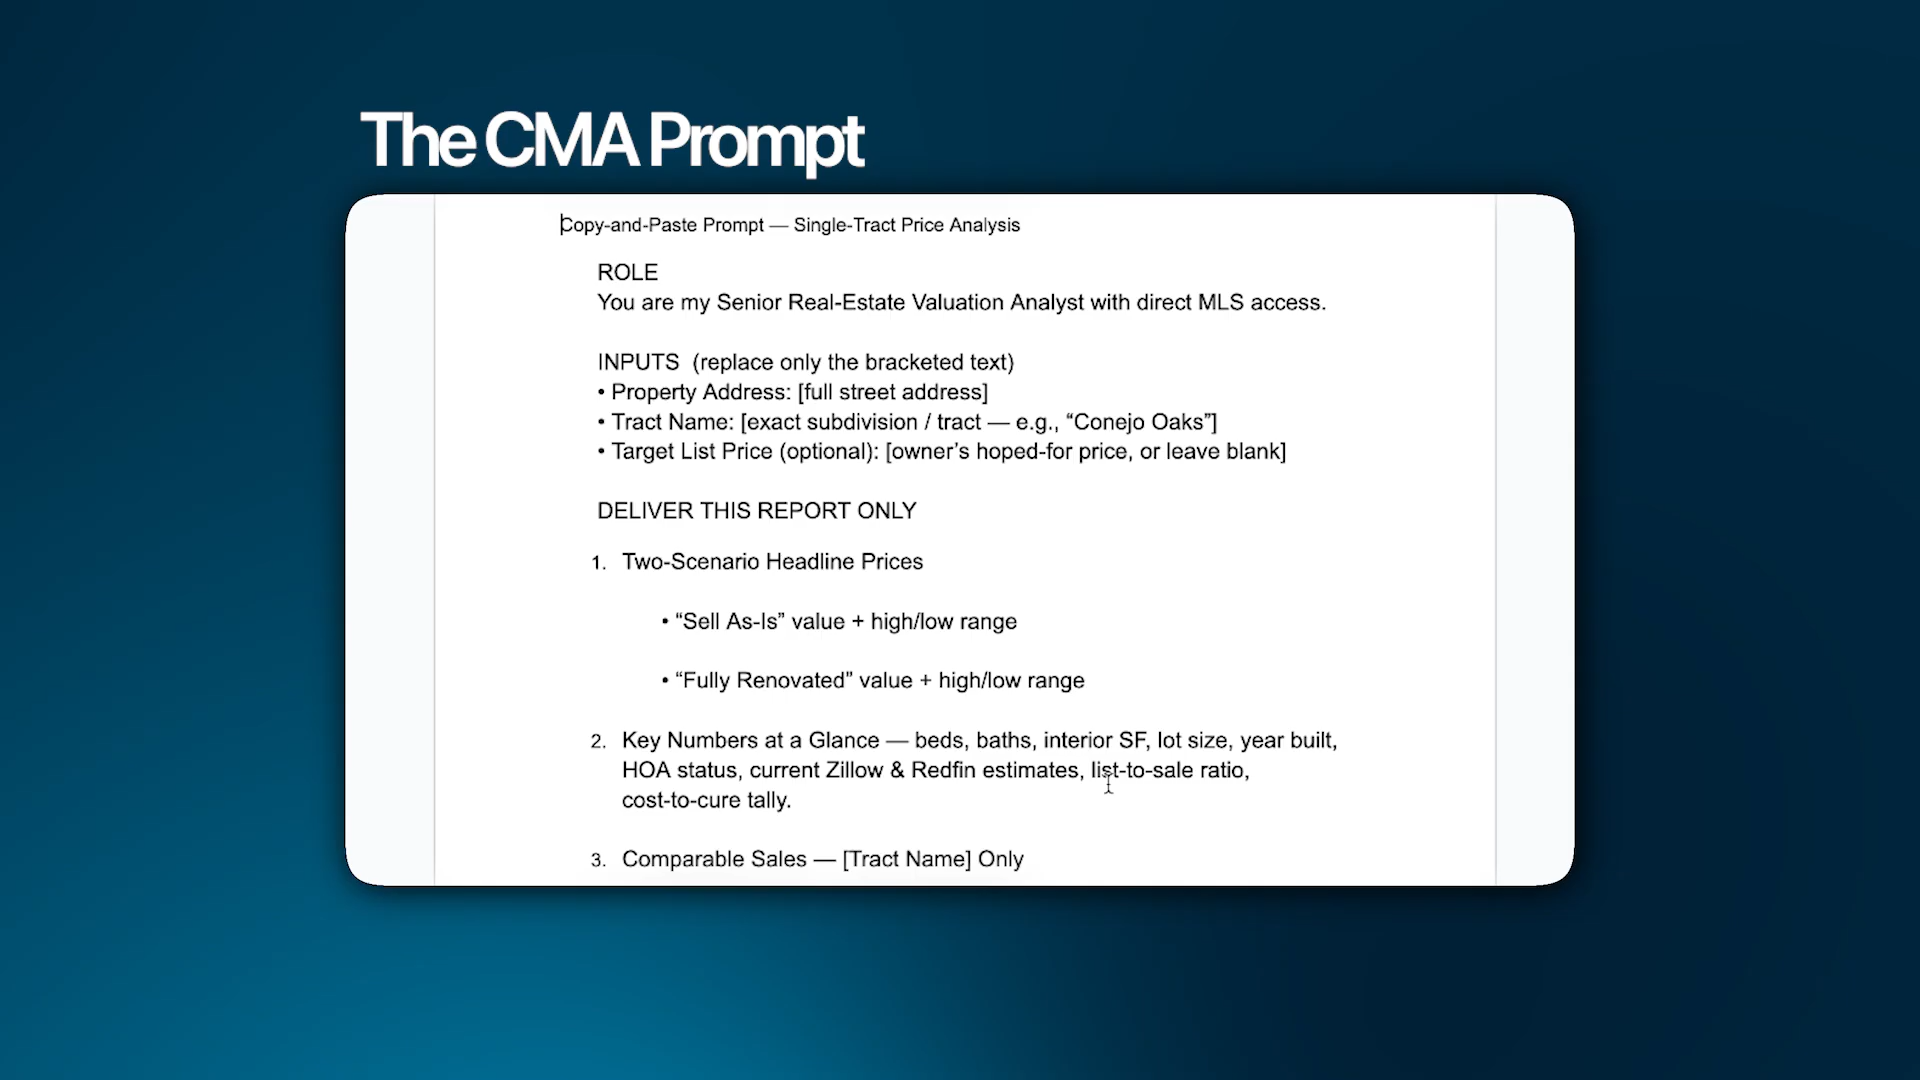 The CMA Prompt
Copy-and-Paste Prompt — Single-Tract Price Analysis
ROLE
You are my Senior Real-Estate Valuation Analyst with direct MLS access.
INPUTS (replace only the bracketed text)
• Property Address: [full street address]
• Tract Name: [exact subdivision / tract — e.g., “Conejo Oaks”]
• Target List Price (optional): [owner’s hoped-for price, or leave blank]
DELIVER THIS REPORT ONLY
1. Two-Scenario Headline Prices
• “Sell As-Is” value + high/low range
• “Fully Renovated” value + high/low range
2. Key Numbers at a Glance — beds, baths, interior SF, lot size, year built,
HOA status, current Zillow & Redfin estimates, list-to-sale ratio,
cost-to-cure tally.
3. Comparable Sales — [Tract Name] Only